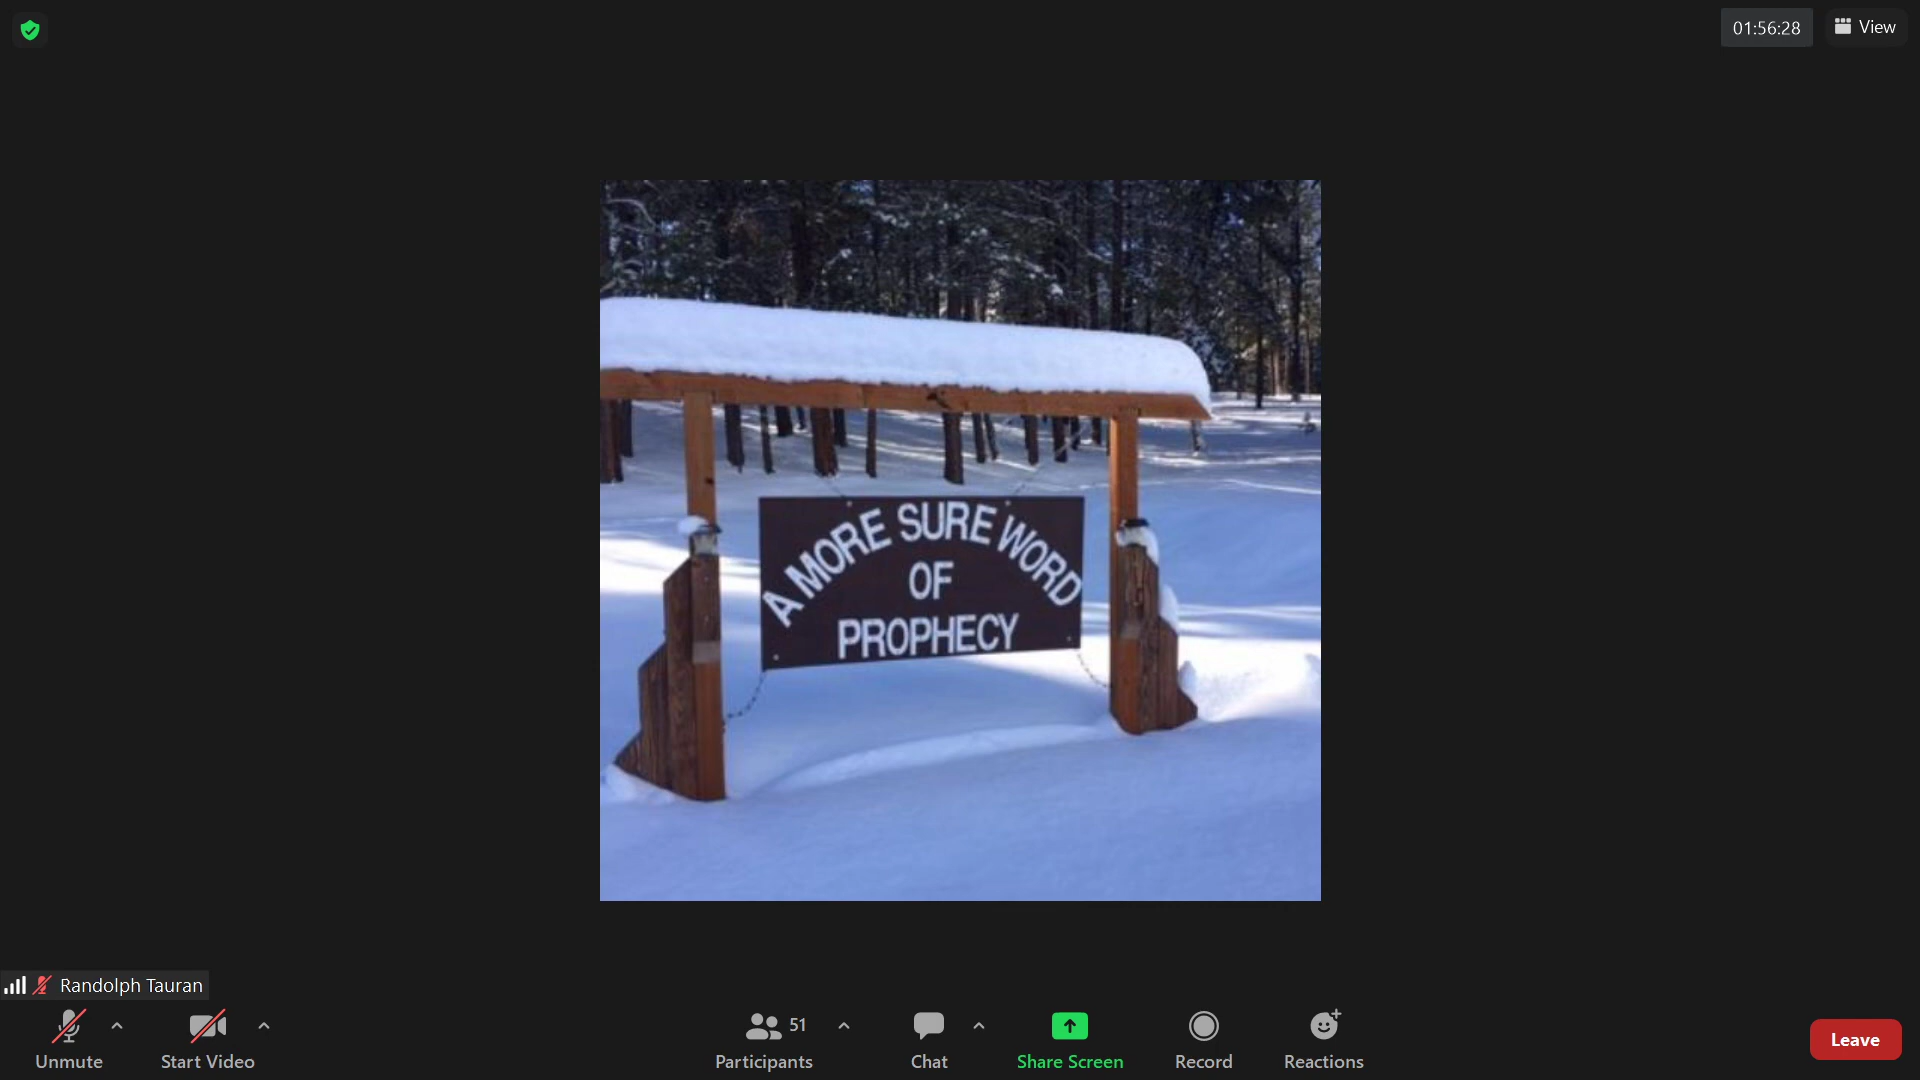 01:56:28
View
A MORE SURE WORD
OF
PROPHECY
Randolph Tauran
Unmute
Start Video
51
Participants
Chat
Share Screen
Record
Reactions
Leave